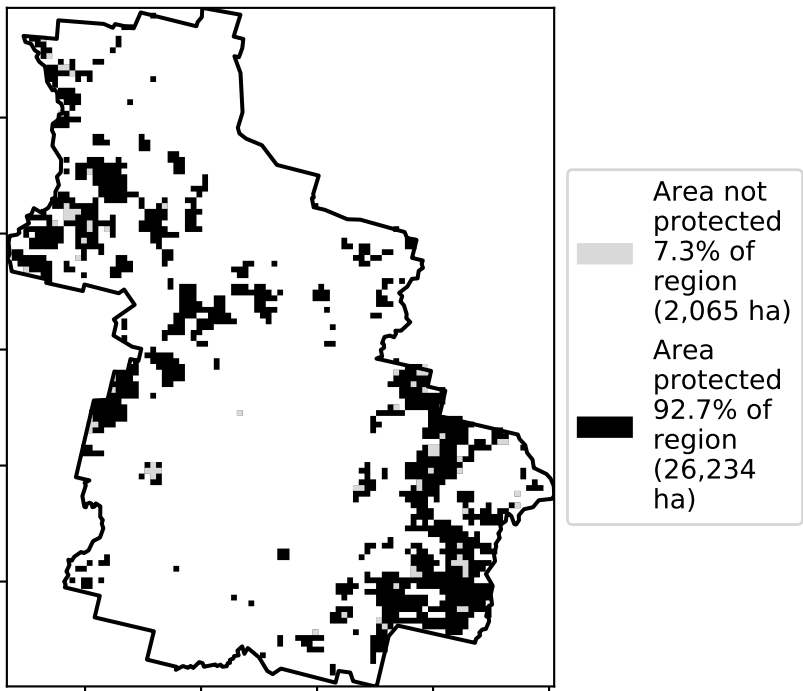 Area not
protected
7.3% of
region
(2,065 ha)
Area
protected
92.7% of
region
(26,234
ha)